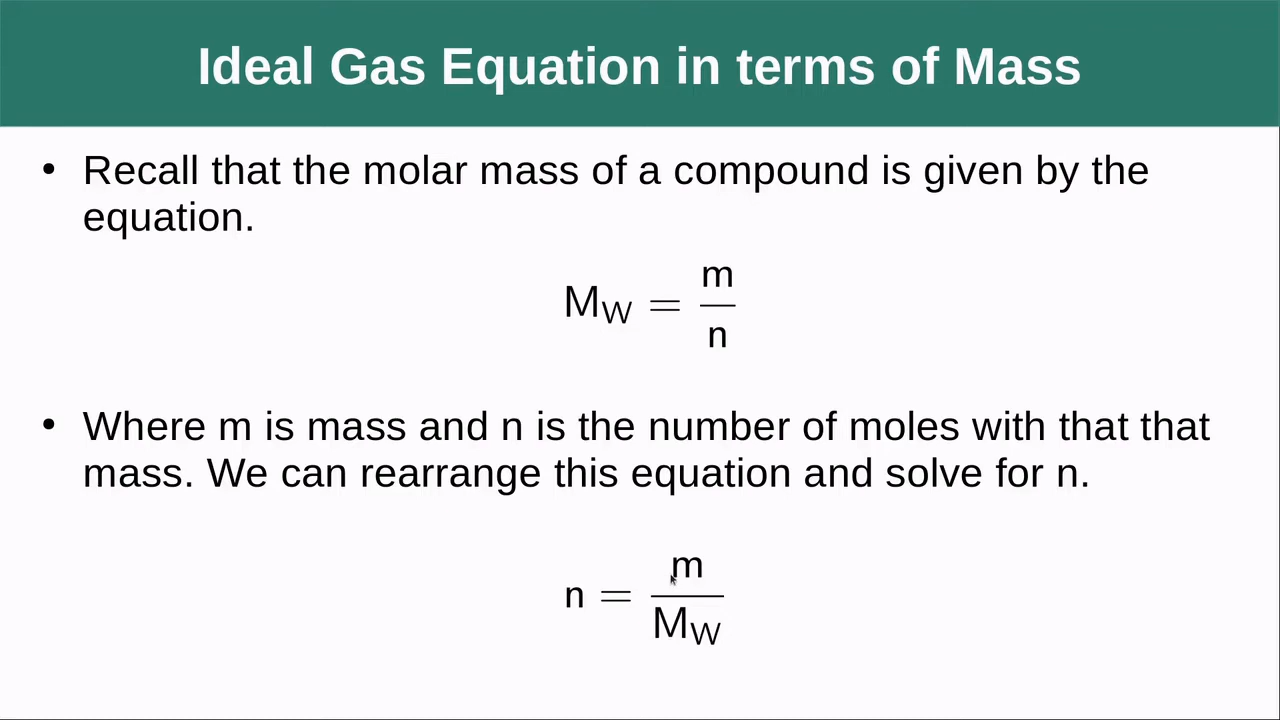 Ideal Gas Equation in terms of Mass
• Recall that the molar mass of a compound is given by the
equation.
M_W = m/n
• Where m is mass and n is the number of moles with that that
mass. We can rearrange this equation and solve for n.
n = m/M_W